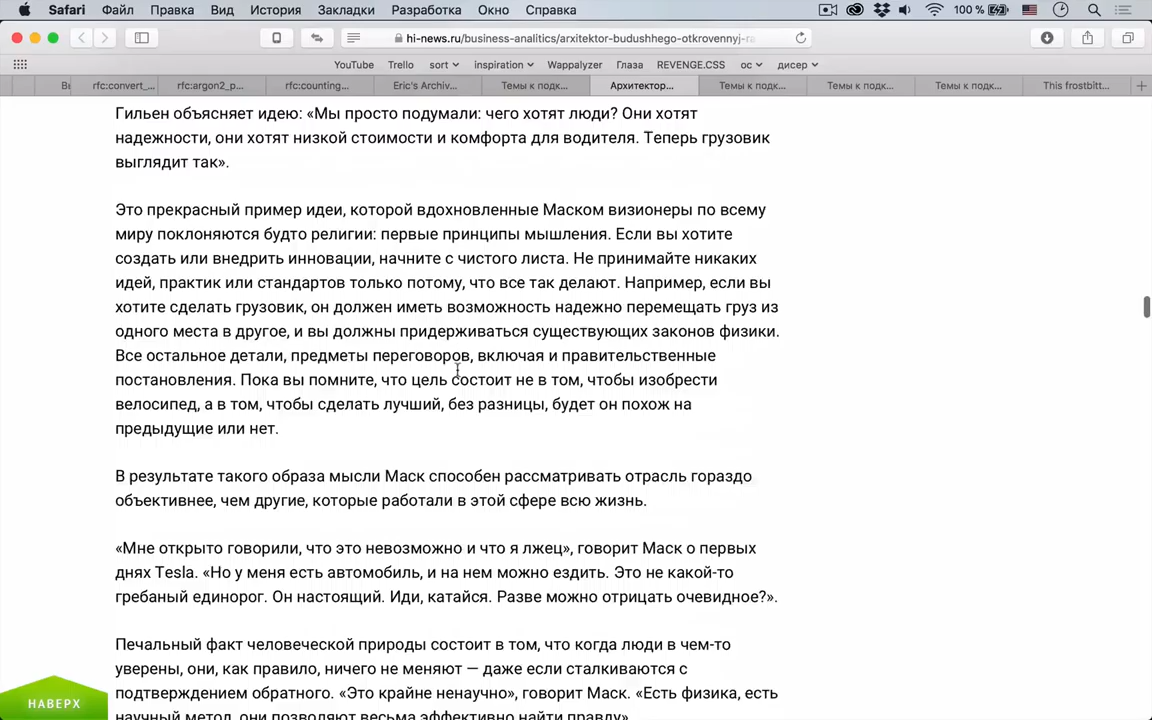 Safari Файл Правка Вид История Закладки Разработка Окно Справка 100 %
hi-news.ru/business-analitics/arxitektor-budushhego-otkrovennyj-ra
YouTube Trello sort inspiration Wappalyzer Глаза REVENGE.CSS ос дисер
rfc:convert_... rfc:argon2_p... rfc:counting... Eric's Archiv... Темы к подк... Архитектор... Темы к подк... Темы к подк... Темы к подк... This frostbitt...
Гильен объясняет идею: «Мы просто подумали: чего хотят люди? Они хотят
надежности, они хотят низкой стоимости и комфорта для водителя. Теперь грузовик
выглядит так».
Это прекрасный пример идеи, которой вдохновленные Маском визионеры по всему
миру поклоняются будто религии: первые принципы мышления. Если вы хотите
создать или внедрить инновации, начните с чистого листа. Не принимайте никаких
идей, практик или стандартов только потому, что все так делают. Например, если вы
хотите сделать грузовик, он должен иметь возможность надежно перемещать груз из
одного места в другое, и вы должны придерживаться существующих законов физики.
Все остальное детали, предметы переговоров, включая и правительственные
постановления. Пока вы помните, что цель состоит не в том, чтобы изобрести
велосипед, а в том, чтобы сделать лучший, без разницы, будет он похож на
предыдущие или нет.
В результате такого образа мысли Маск способен рассматривать отрасль гораздо
объективнее, чем другие, которые работали в этой сфере всю жизнь.
«Мне открыто говорили, что это невозможно и что я лжец», говорит Маск о первых
днях Tesla. «Но у меня есть автомобиль, и на нем можно ездить. Это не какой-то
гребаный единорог. Он настоящий. Иди, катайся. Разве можно отрицать очевидное?».
Печальный факт человеческой природы состоит в том, что когда люди в чем-то
уверены, они, как правило, ничего не меняют — даже если сталкиваются с
подтверждением обратного. «Это крайне ненаучно», говорит Маск. «Есть физика, есть
научный метод, они позволяют весьма эффективно найти правду».
НАВЕРХ